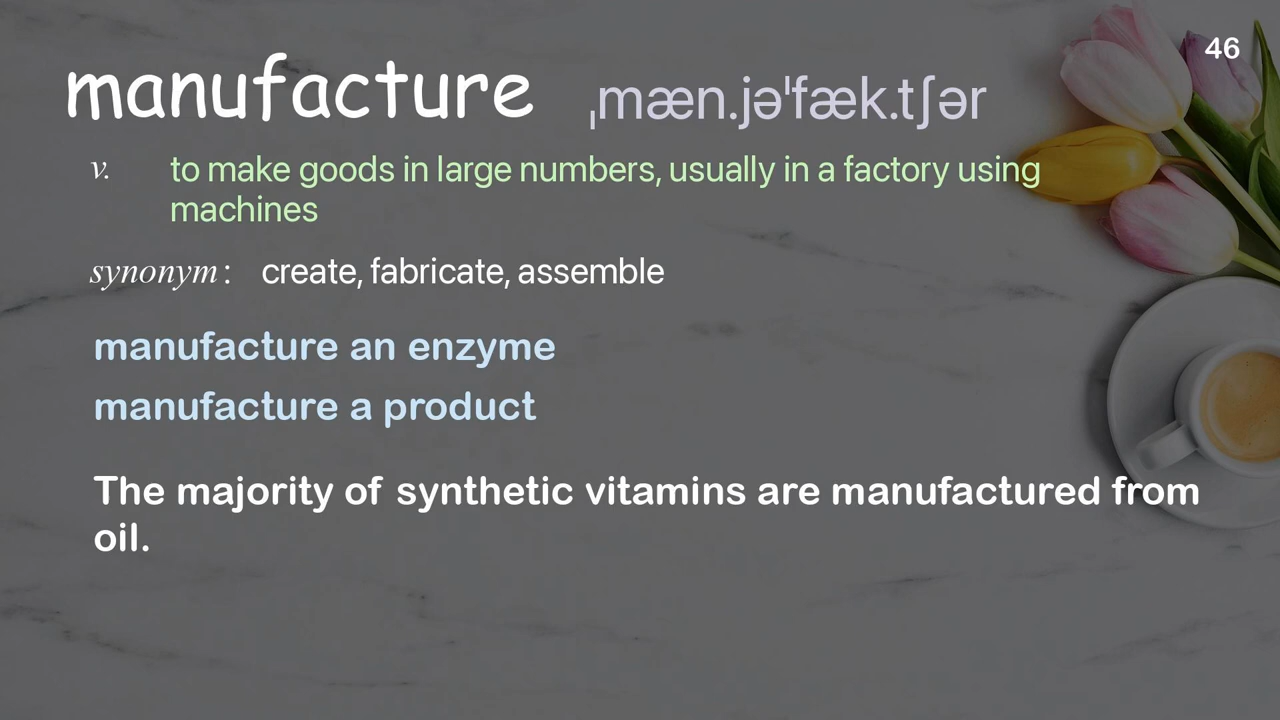 46
manufacture ˌmæn.jəˈfæk.tʃər
v. to make goods in large numbers, usually in a factory using
machines
synonym: create, fabricate, assemble
manufacture an enzyme
manufacture a product
The majority of synthetic vitamins are manufactured from
oil.